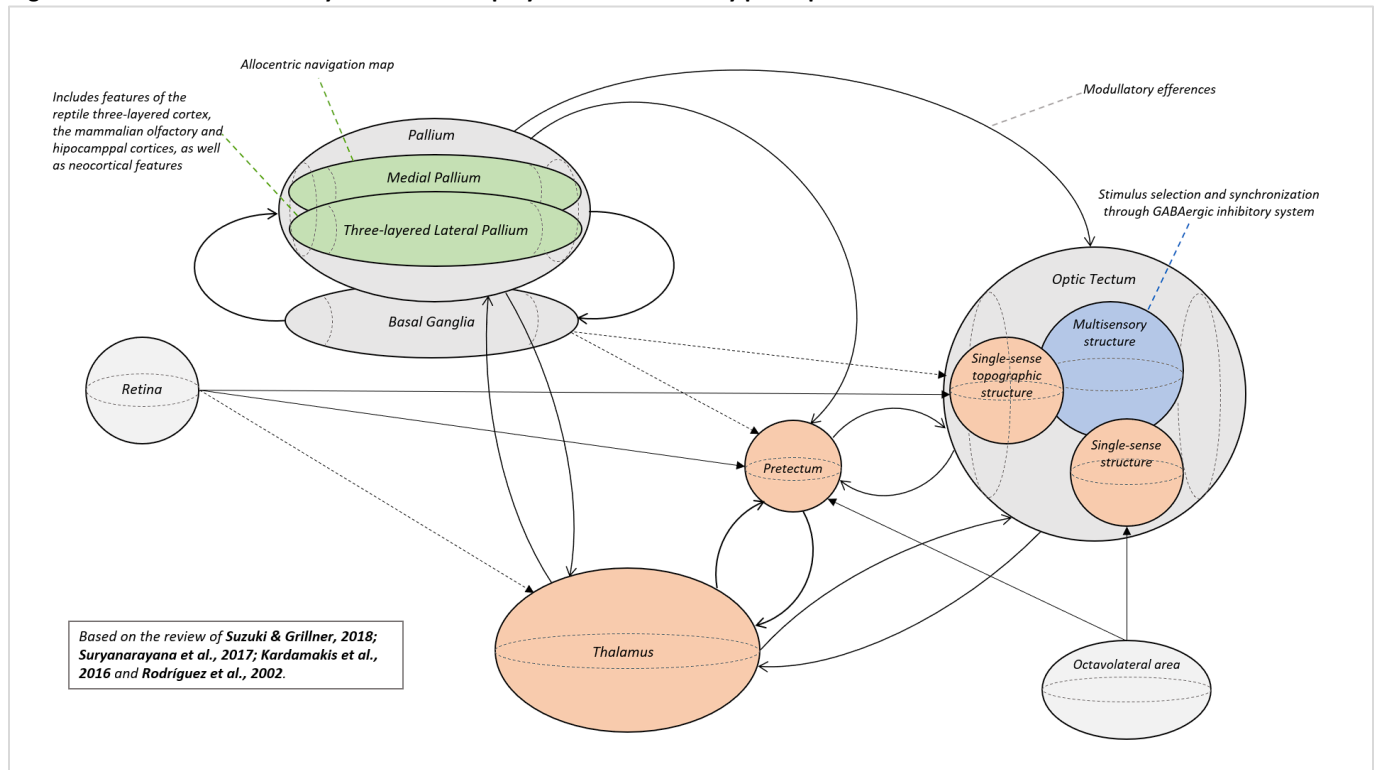 Allocentric navigation map
Includes features of the
reptile three-layered cortex,
the mammalian olfactory and
hipocamppal cortices, as well
as neocortical features
Pallium
Medial Pallium
Three-layered Lateral Pallium
Basal Ganglia
Modullatory efferences
Stimulus selection and synchronization
through GABAergic inhibitory system
Optic Tectum
Multisensory
structure
Single-sense
topographic
structure
Single-sense
structure
Retina
Pretectum
Thalamus
Octavolateral area
Based on the review of Suzuki & Grillner, 2018;
Suryanarayana et al., 2017; Kardamakis et al.,
2016 and Rodríguez et al., 2002.